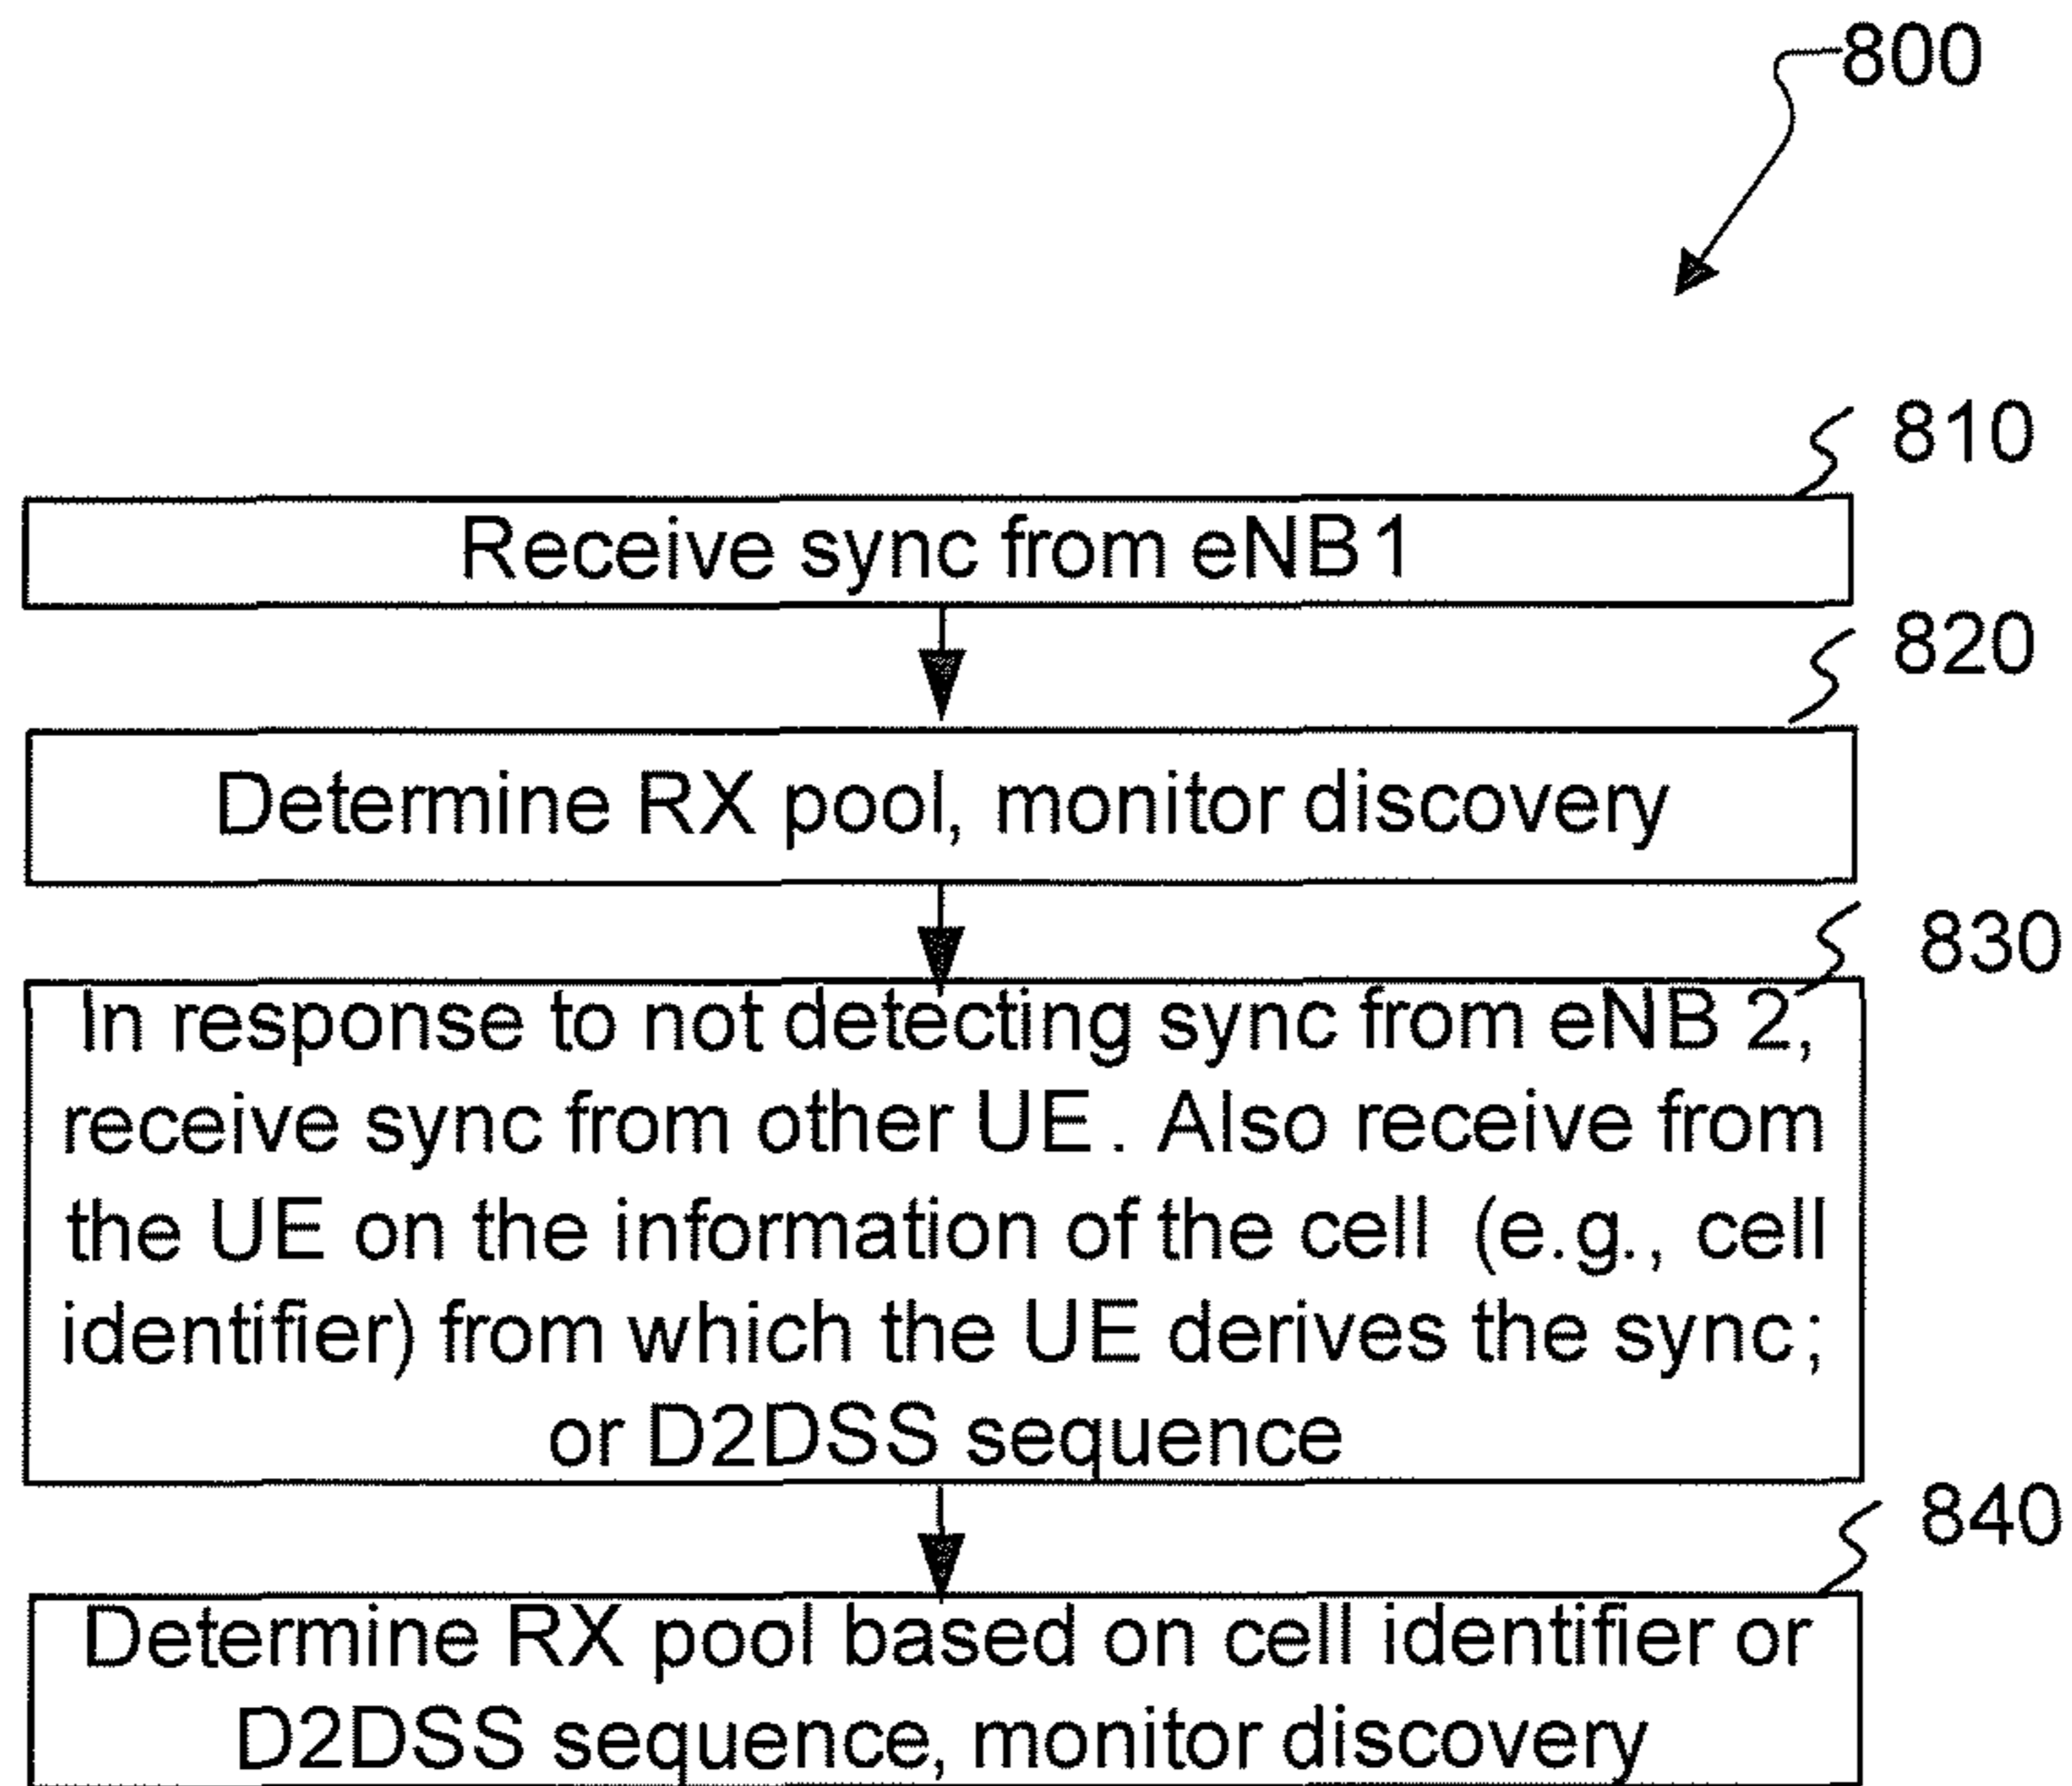 800
810
Receive sync from eNB1
820
Determine RX pool, monitor discovery
830
In response to not detecting sync from eNB 2,
receive sync from other UE. Also receive from
the UE on the information of the cell (e.g., cell
identifier) from which the UE derives the sync;
or D2DSS sequence
840
Determine RX pool based on cell identifier or
D2DSS sequence, monitor discovery